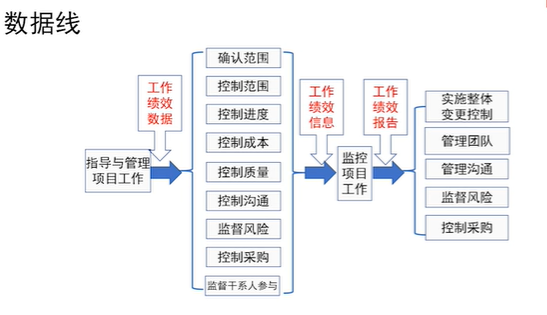 数据线
工作
绩效
数据
指导与管理
项目工作
确认范围
控制范围
控制进度
控制成本
控制质量
控制沟通
监督风险
控制采购
监督干系人参与
工作
绩效
信息
监控
项目
工作
工作
绩效
报告
实施整体
变更控制
管理团队
管理沟通
监督风险
控制采购